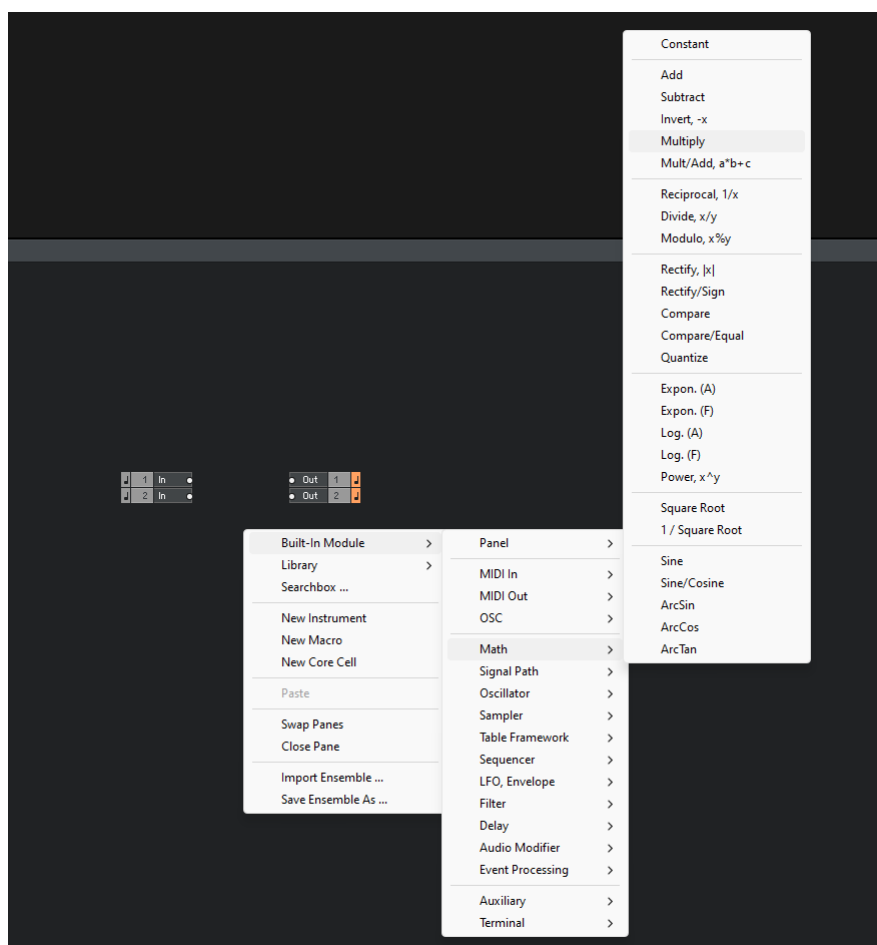 1 In
2 In
Out 1
Out 2
Built-In Module
Library
Searchbox ...
New Instrument
New Macro
New Core Cell
Paste
Swap Panes
Close Pane
Import Ensemble ...
Save Ensemble As ...
Panel
MIDI In
MIDI Out
OSC
Math
Signal Path
Oscillator
Sampler
Table Framework
Sequencer
LFO, Envelope
Filter
Delay
Audio Modifier
Event Processing
Auxiliary
Terminal
Constant
Add
Subtract
Invert, -x
Multiply
Mult/Add, a*b+c
Reciprocal, 1/x
Divide, x/y
Modulo, x%y
Rectify, |x|
Rectify/Sign
Compare
Compare/Equal
Quantize
Expon. (A)
Expon. (F)
Log. (A)
Log. (F)
Power, x^y
Square Root
1 / Square Root
Sine
Sine/Cosine
ArcSin
ArcCos
ArcTan